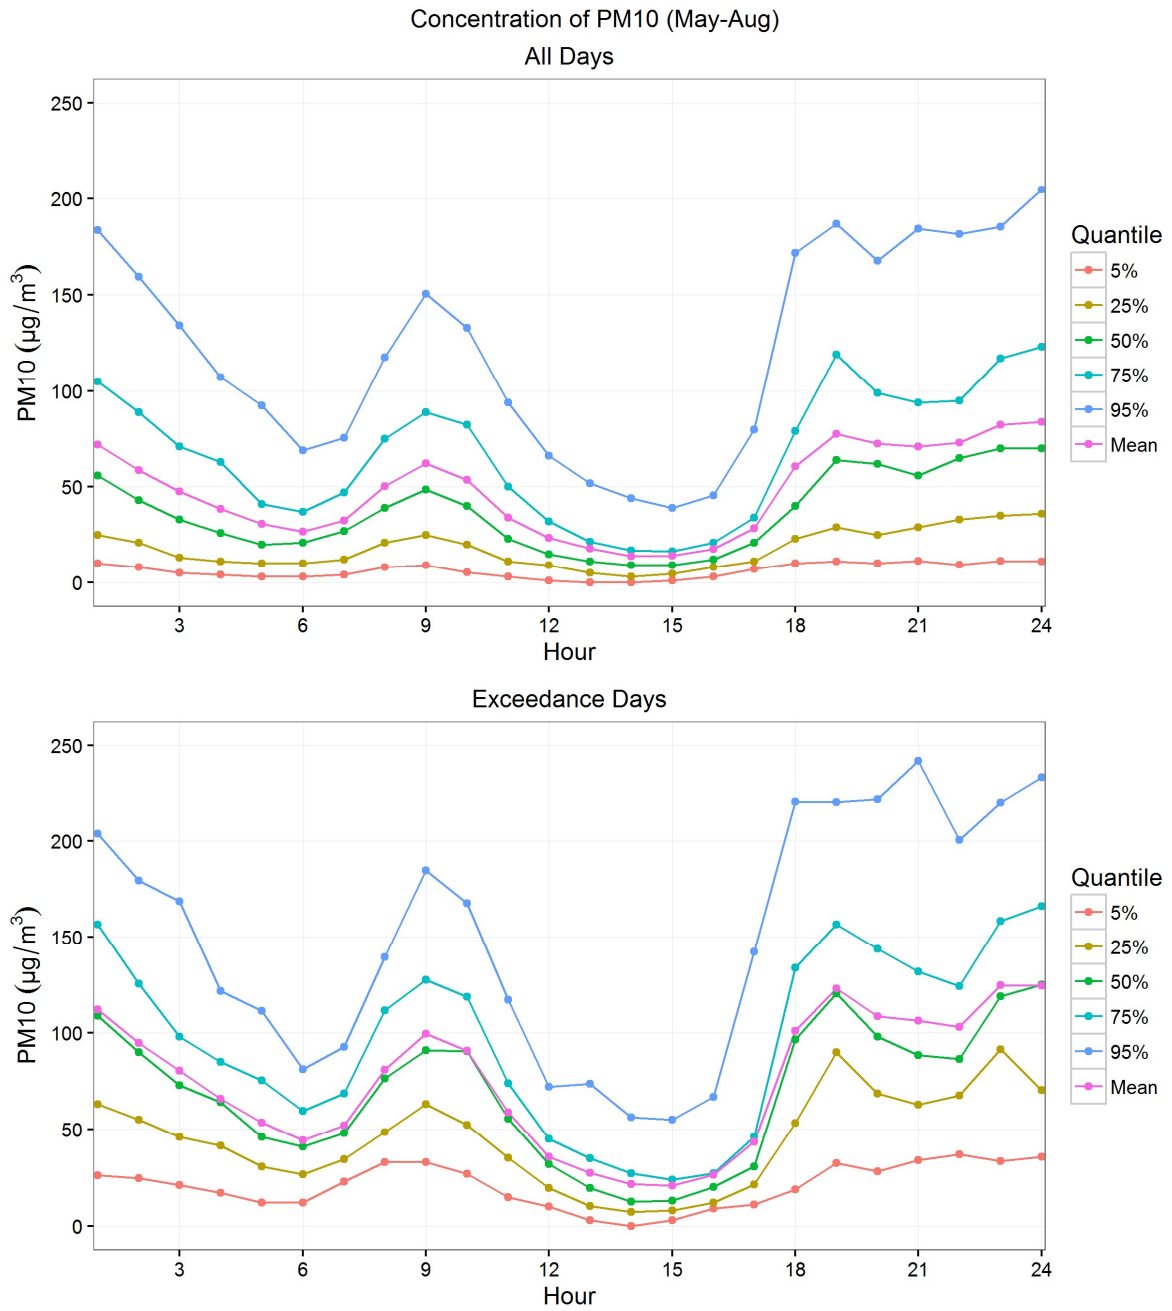 Concentration of PM10 (May-Aug)
All Days
PM10 (µg/m³)
250
200
150
100
50
0
3 6 9 12 15 18 21 24
Hour
Quantile
5%
25%
50%
75%
95%
Mean
Exceedance Days
PM10 (µg/m³)
250
200
150
100
50
0
3 6 9 12 15 18 21 24
Hour
Quantile
5%
25%
50%
75%
95%
Mean